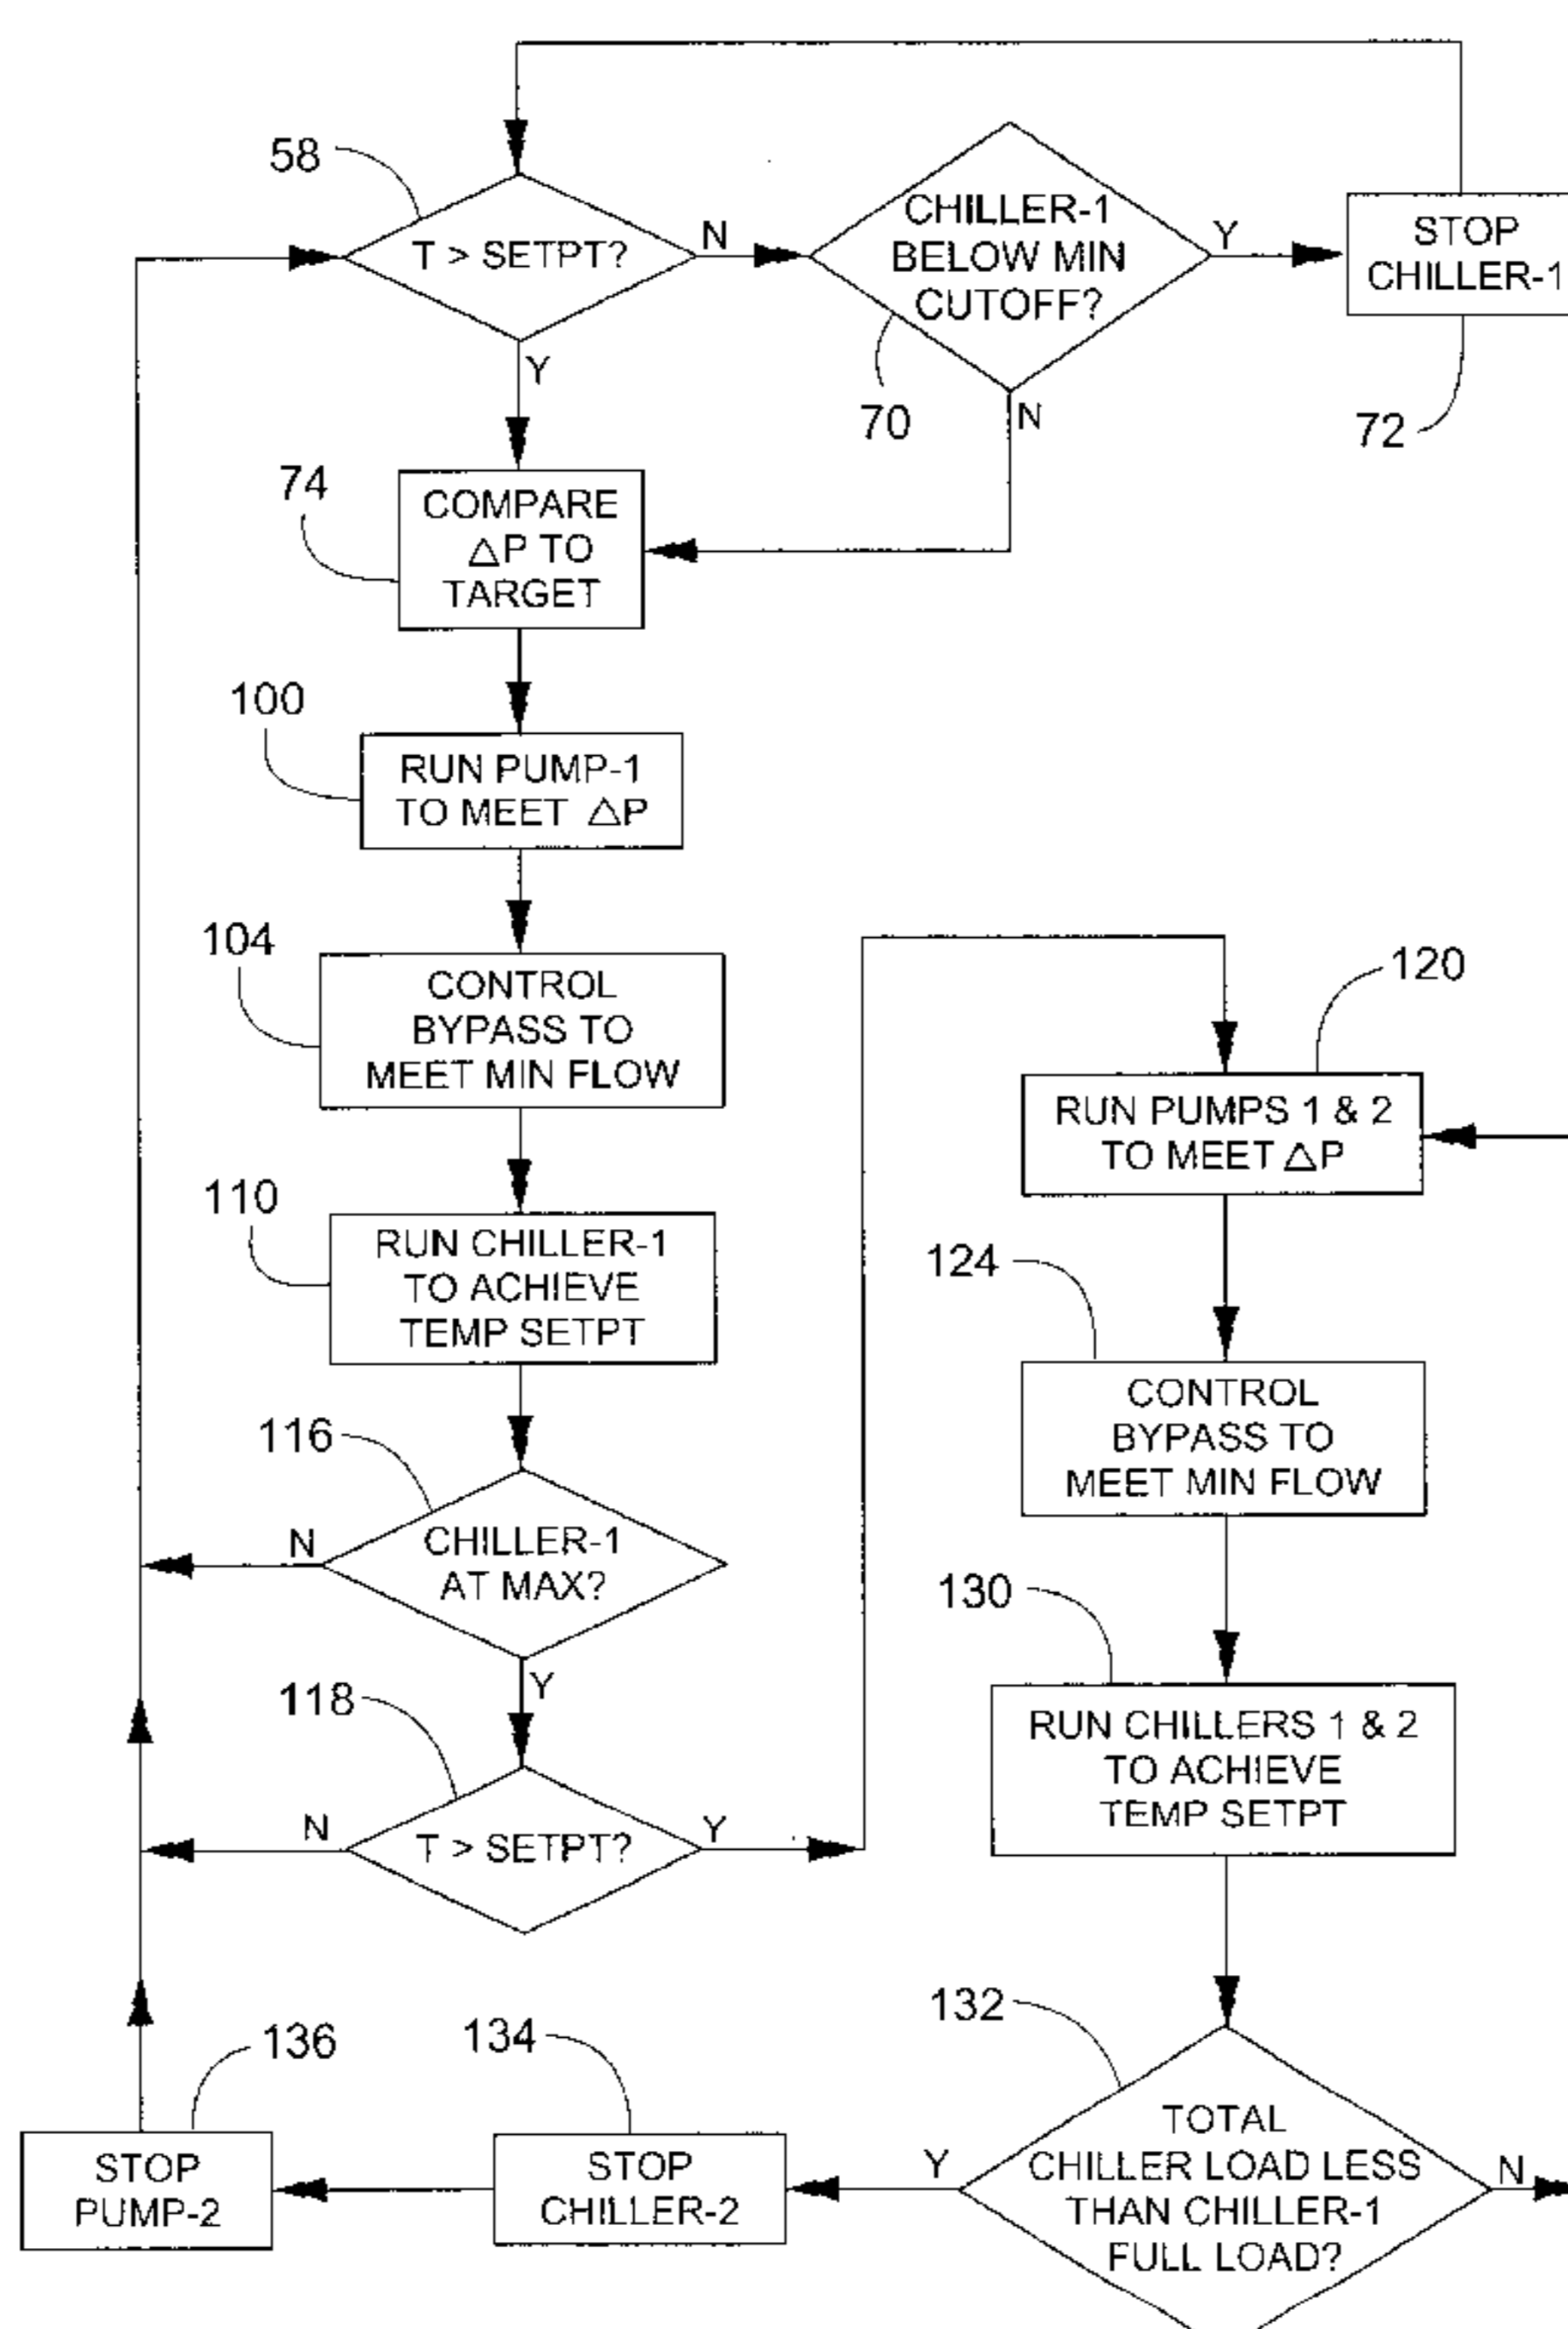 58
T > SETPT?
N
Y
CHILLER-1
BELOW MIN
CUTOFF?
70
Y
N
STOP
CHILLER-1
72
74
COMPARE
△P TO
TARGET
100
RUN PUMP-1
TO MEET △P
104
CONTROL
BYPASS TO
MEET MIN FLOW
110
RUN CHILLER-1
TO ACHIEVE
TEMP SETPT
116
CHILLER-1
AT MAX?
N
Y
118
T > SETPT?
N
Y
120
RUN PUMPS 1 & 2
TO MEET △P
124
CONTROL
BYPASS TO
MEET MIN FLOW
130
RUN CHILLERS 1 & 2
TO ACHIEVE
TEMP SETPT
132
TOTAL
CHILLER LOAD LESS
THAN CHILLER-1
FULL LOAD?
Y
N
134
STOP
CHILLER-2
136
STOP
PUMP-2